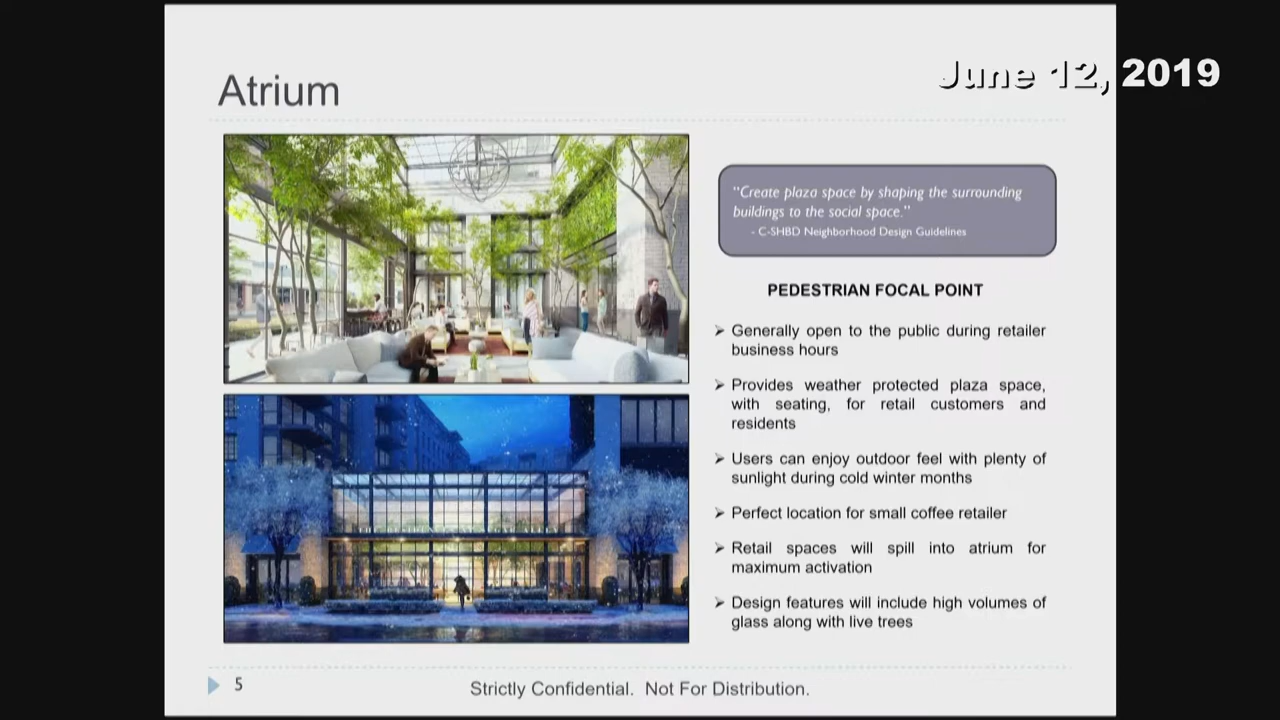 June 12, 2019
Atrium
"Create plaza space by shaping the surrounding
buildings to the social space."
- C-SHBD Neighborhood Design Guidelines
PEDESTRIAN FOCAL POINT
➢ Generally open to the public during retailer
business hours
➢ Provides weather protected plaza space,
with seating, for retail customers and
residents
➢ Users can enjoy outdoor feel with plenty of
sunlight during cold winter months
➢ Perfect location for small coffee retailer
➢ Retail spaces will spill into atrium for
maximum activation
➢ Design features will include high volumes of
glass along with live trees
5
Strictly Confidential. Not For Distribution.